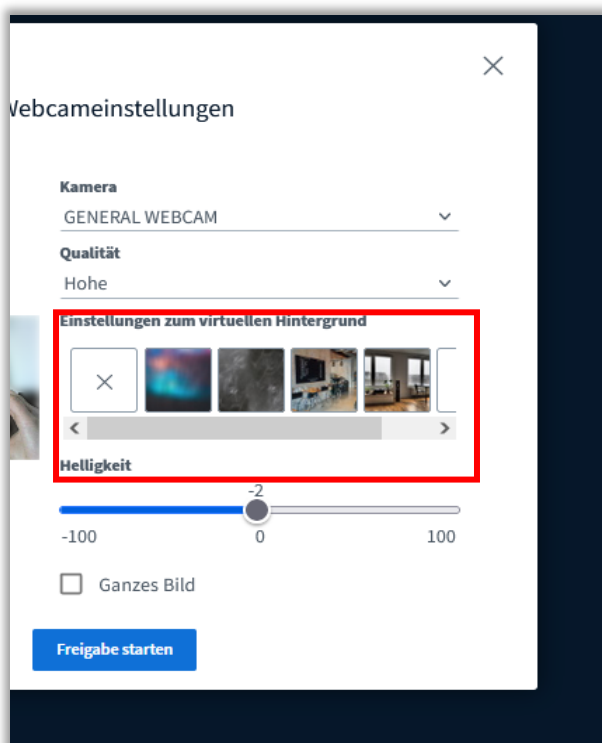 Webcameinstellungen
Kamera
GENERAL WEBCAM
Qualität
Hohe
Einstellungen zum virtuellen Hintergrund
Helligkeit
-2
-100 0 100
Ganzes Bild
Freigabe starten